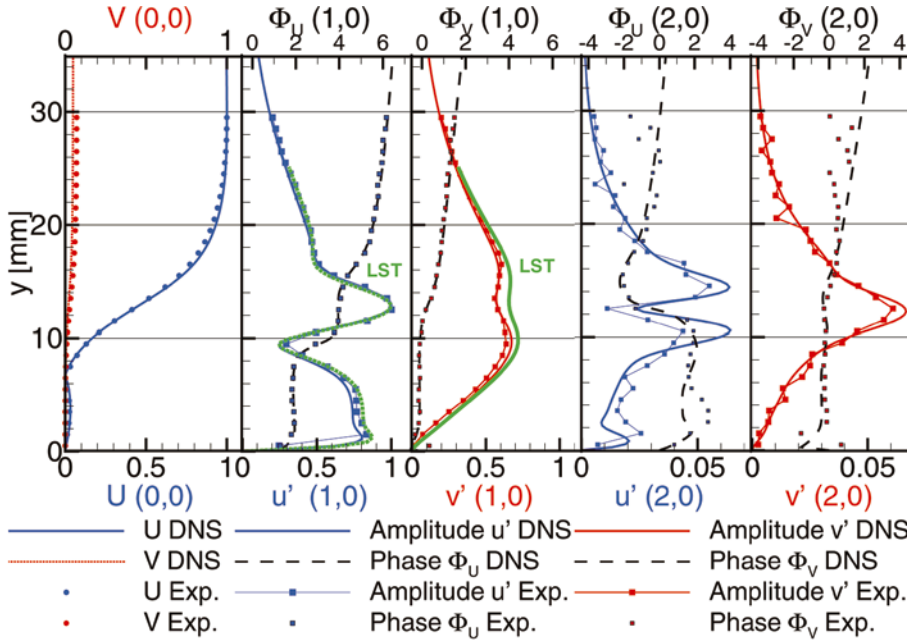 V (0,0) Φ_U (1,0) Φ_V (1,0) Φ_U (2,0) Φ_V (2,0)
0 1 0 2 4 6 0 2 4 6 -4 -2 0 2 4 -4 -2 0 2 4
30
20
10
0
y [mm]
LST LST
0 0.5 1 0.5 1 0.5 1 0.05 0.05
U (0,0) u' (1,0) v' (1,0) u' (2,0) v' (2,0)
U DNS Amplitude u' DNS Amplitude v' DNS
V DNS Phase Φ_U DNS Phase Φ_V DNS
U Exp. Amplitude u' Exp. Amplitude v' Exp.
V Exp. Phase Φ_U Exp. Phase Φ_V Exp.